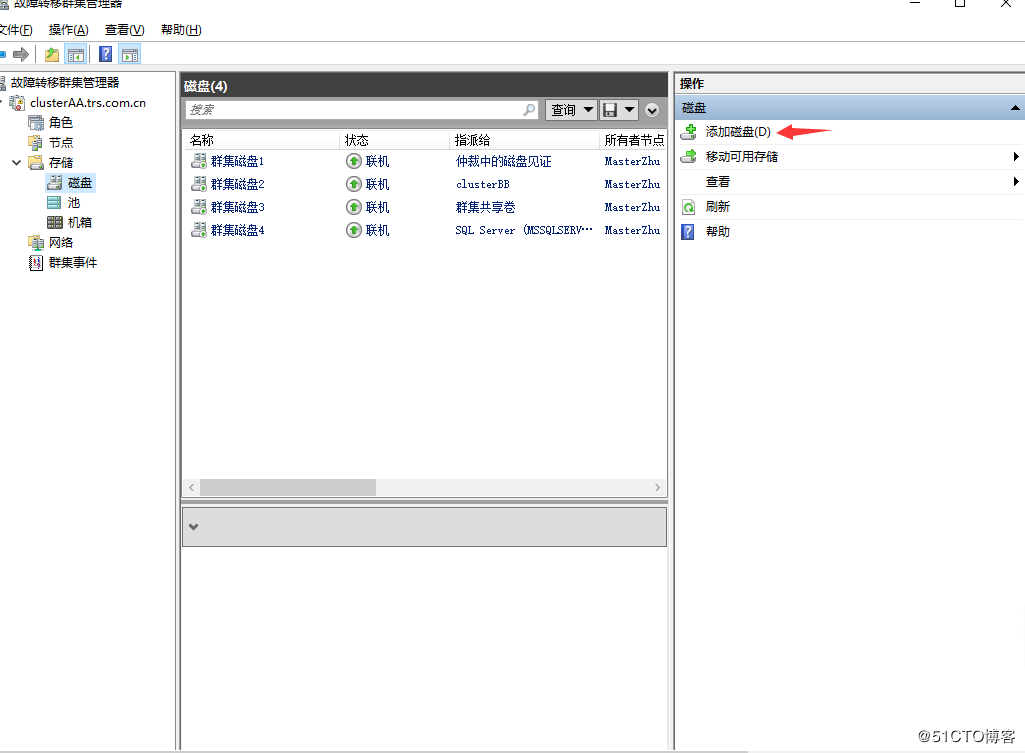 故障转移群集管理器
文件(F) 操作(A) 查看(V) 帮助(H)
故障转移群集管理器
clusterAA.trs.com.cn
角色
节点
存储
磁盘
池
机箱
网络
群集事件
磁盘(4)
搜索 查询
名称 状态 指派给 所有者节点
群集磁盘1 联机 仲裁中的磁盘见证 MasterZhu
群集磁盘2 联机 clusterBB MasterZhu
群集磁盘3 联机 群集共享卷 MasterZhu
群集磁盘4 联机 SQL Server (MSSQLSERV... MasterZhu
操作
磁盘
添加磁盘(D)
移动可用存储
查看
刷新
帮助
@51CTO博客